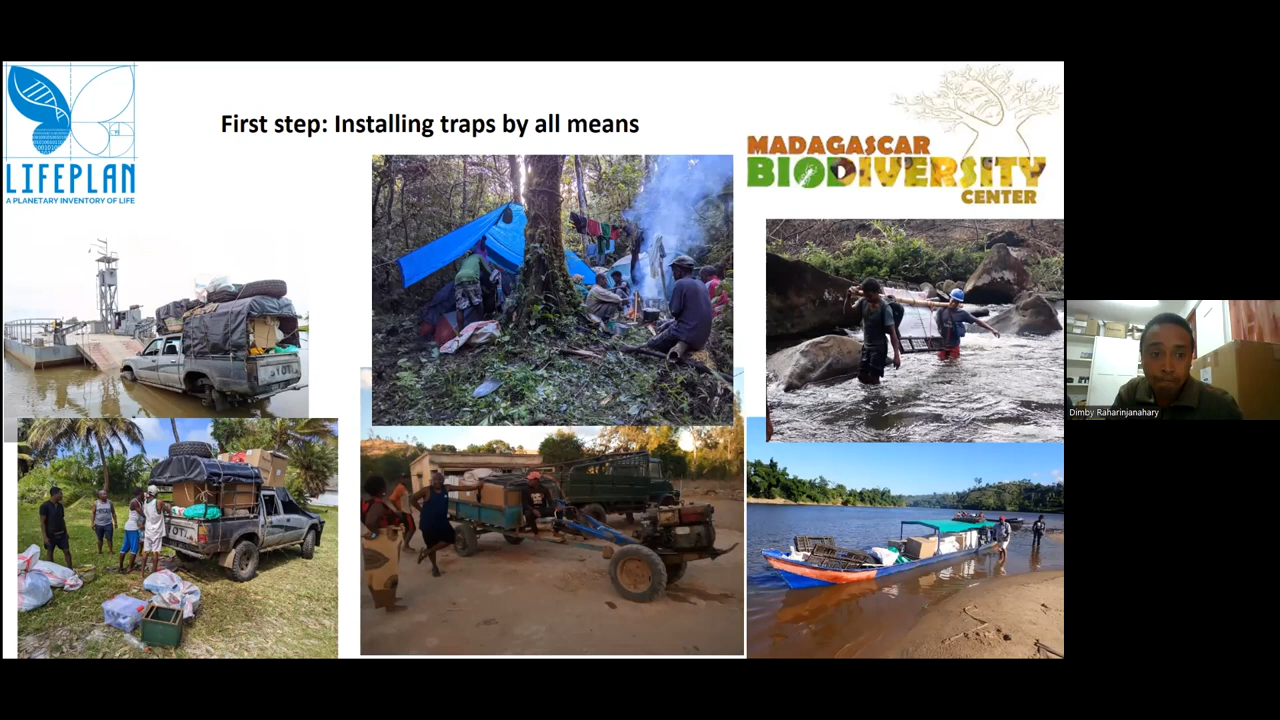 First step: Installing traps by all means
LIFEPLAN
A PLANETARY INVENTORY OF LIFE
MADAGASCAR
BIODIVERSITY
CENTER
Dimby Raharinjanahary